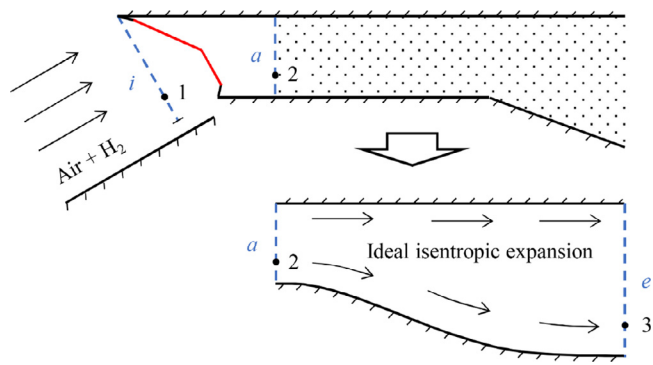 a
2
i
1
Air + H₂
a
2
Ideal isentropic expansion
e
3